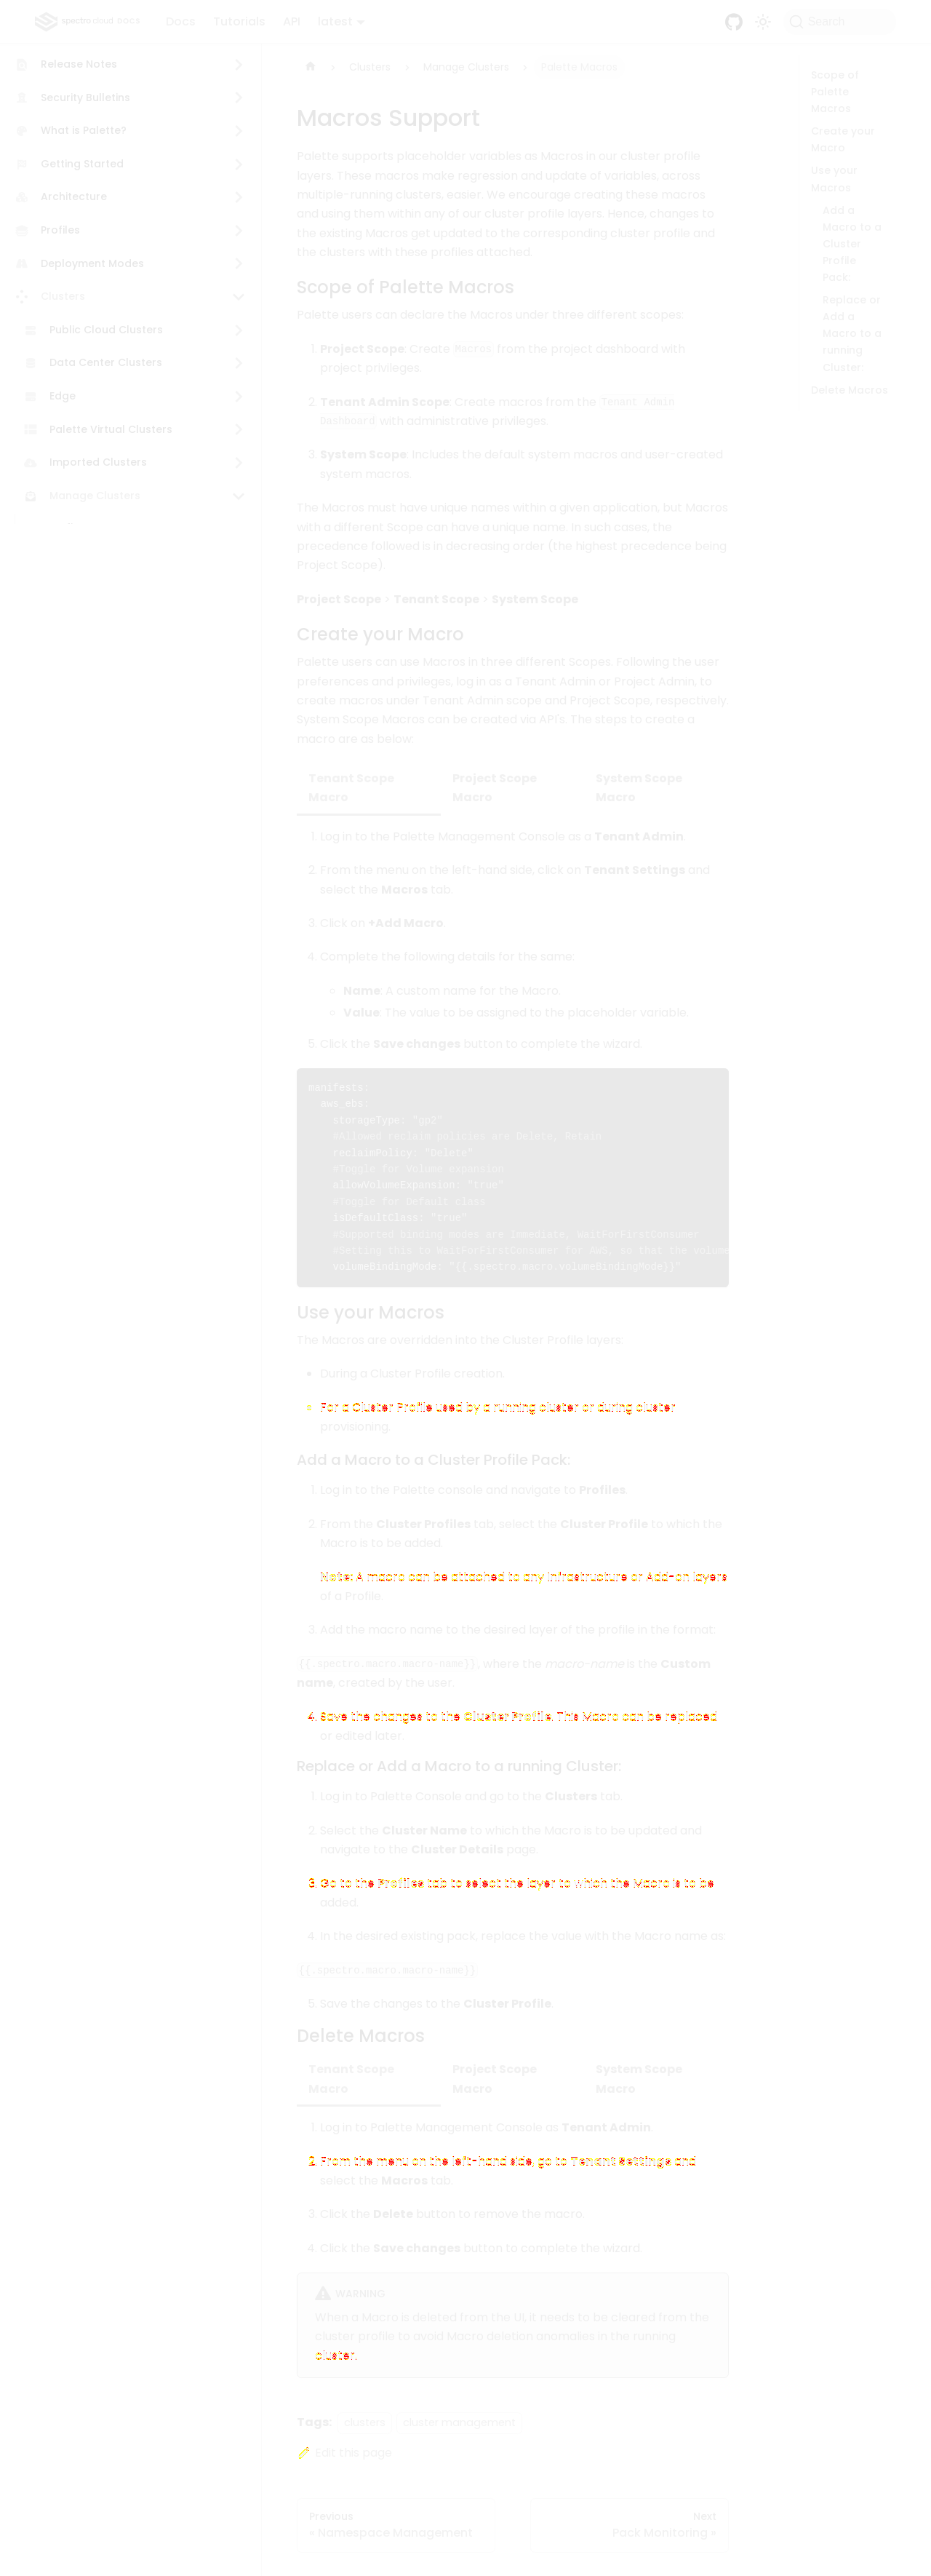 spectro cloud DOCS
Docs
Tutorials
API
latest
Search
Release Notes
Security Bulletins
What is Palette?
Getting Started
Architecture
Profiles
Deployment Modes
Clusters
Public Cloud Clusters
Data Center Clusters
Edge
Palette Virtual Clusters
Imported Clusters
Manage Clusters
Clusters
Manage Clusters
Palette Macros
Macros Support
Palette supports placeholder variables as Macros in our cluster profile
layers. These macros make regression and update of variables, across
multiple-running clusters, easier. We encourage creating these macros
and using them within any of our cluster profile layers. Hence, changes to
the existing Macros get updated to the corresponding cluster profile and
the clusters with these profiles attached.
Scope of Palette Macros
Palette users can declare the Macros under three different scopes:
1. Project Scope: Create Macros from the project dashboard with
project privileges.
2. Tenant Admin Scope: Create macros from the Tenant Admin
Dashboard with administrative privileges.
3. System Scope: Includes the default system macros and user-created
system macros.
The Macros must have unique names within a given application, but Macros
with a different Scope can have a unique name. In such cases, the
precedence followed is in decreasing order (the highest precedence being
Project Scope).
Project Scope > Tenant Scope > System Scope
Create your Macro
Palette users can use Macros in three different Scopes. Following the user
preferences and privileges, log in as a Tenant Admin or Project Admin, to
create macros under Tenant Admin scope and Project Scope, respectively.
System Scope Macros can be created via API's. The steps to create a
macro are as below:
Tenant Scope
Macro
Project Scope
Macro
System Scope
Macro
1. Log in to the Palette Management Console as a Tenant Admin.
2. From the menu on the left-hand side, click on Tenant Settings and
select the Macros tab.
3. Click on +Add Macro.
4. Complete the following details for the same:
Name: A custom name for the Macro.
Value: The value to be assigned to the placeholder variable.
5. Click the Save changes button to complete the wizard.
manifests:
aws_ebs:
storageType: "gp2"
#Allowed reclaim policies are Delete, Retain
reclaimPolicy: "Delete"
#Toggle for Volume expansion
allowVolumeExpansion: "true"
#Toggle for Default class
isDefaultClass: "true"
#Supported binding modes are Immediate, WaitForFirstConsumer
#Setting this to WaitForFirstConsumer for AWS, so that the volume
volumeBindingMode: "{{.spectro.macro.volumeBindingMode}}"
Use your Macros
The Macros are overridden into the Cluster Profile layers:
During a Cluster Profile creation.
For a Cluster Profile used by a running cluster or during cluster
provisioning.
Add a Macro to a Cluster Profile Pack:
1. Log in to the Palette console and navigate to Profiles.
2. From the Cluster Profiles tab, select the Cluster Profile to which the
Macro is to be added.
Note: A macro can be attached to any Infrastructure or Add-on layers
of a Profile.
3. Add the macro name to the desired layer of the profile in the format:
{{.spectro.macro.macro-name}}, where the macro-name is the Custom
name, created by the user.
4. Save the changes to the Cluster Profile. This Macro can be replaced
or edited later.
Replace or Add a Macro to a running Cluster:
1. Log in to Palette Console and go to the Clusters tab.
2. Select the Cluster Name to which the Macro is to be updated and
navigate to the Cluster Details page.
3. Go to the Profiles tab to select the layer to which the Macro is to be
added.
4. In the desired existing pack, replace the value with the Macro name as:
{{.spectro.macro.macro-name}}
5. Save the changes to the Cluster Profile.
Delete Macros
Tenant Scope
Macro
Project Scope
Macro
System Scope
Macro
1. Log in to Palette Management Console as Tenant Admin.
2. From the menu on the left-hand side, go to Tenant settings and
select the Macros tab.
3. Click the Delete button to remove the macro.
4. Click the Save changes button to complete the wizard.
WARNING
When a Macro is deleted from the UI, it needs to be cleared from the
cluster profile to avoid Macro deletion anomalies in the running
cluster.
Tags:
clusters
cluster management
Edit this page
Previous
« Namespace Management
Next
Pack Monitoring »
Scope of
Palette
Macros
Create your
Macro
Use your
Macros
Add a
Macro to a
Cluster
Profile
Pack:
Replace or
Add a
Macro to a
running
Cluster:
Delete Macros